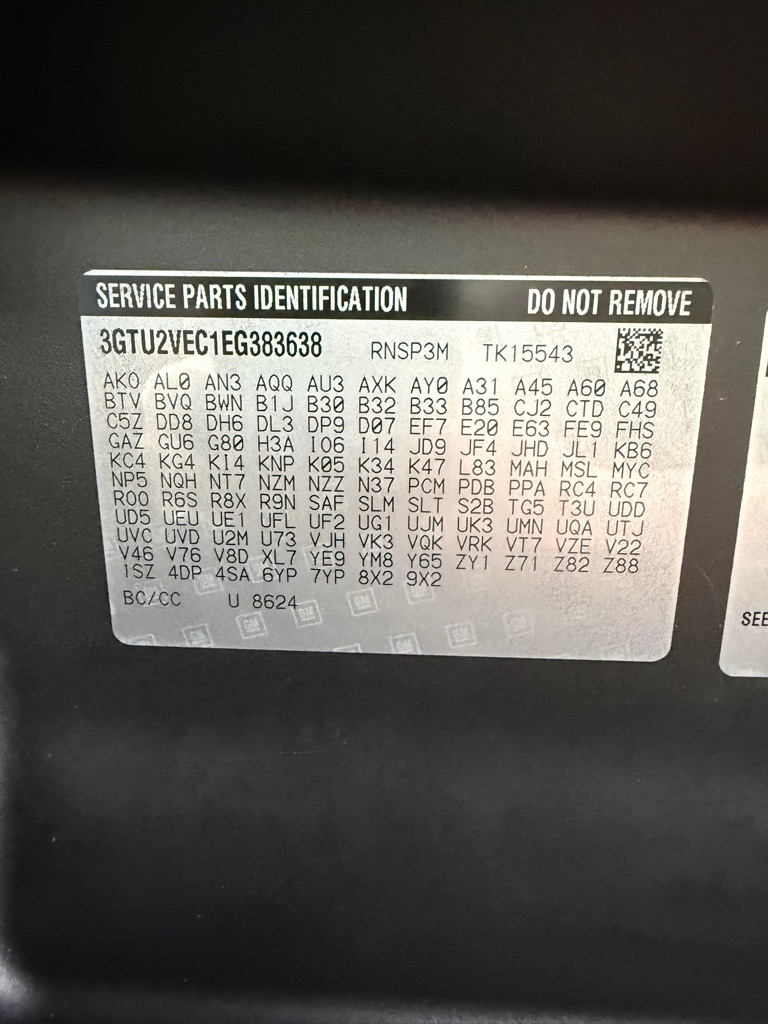 SERVICE PARTS IDENTIFICATION DO NOT REMOVE
3GTU2VEC1EG383638 RNSP3M TK15543
AKO AL0 AN3 AQQ AU3 AXK AY0 A31 A45 A60 A68
BTV BVQ BWN B1J B30 B32 B33 B85 CJ2 CTD C49
C5Z DD8 DH6 DL3 DP9 D07 EF7 E20 E63 FE9 FHS
GAZ GU6 G80 H3A I06 I14 JD9 JF4 JHD JL1 KB6
KC4 KG4 KI4 KNP K05 K34 K47 L83 MAH MSL MYC
NP5 NQH NT7 NZM NZZ N37 PCM PDB PPA RC4 RC7
R00 R6S R8X R9N SAF SLM SLT S2B TG5 T3U UDD
UD5 UEU UE1 UFL UF2 UG1 UJM UK3 UMN UQA UTJ
UVC UVD U2M U73 VJH VK3 VQK VRK VT7 VZE V22
V46 V76 V8D XL7 YE9 YM8 Y65 ZY1 Z71 Z82 Z88
1SZ 4DP 4SA 6YP 7YP 8X2 9X2
BC/CC U 8624
SEE